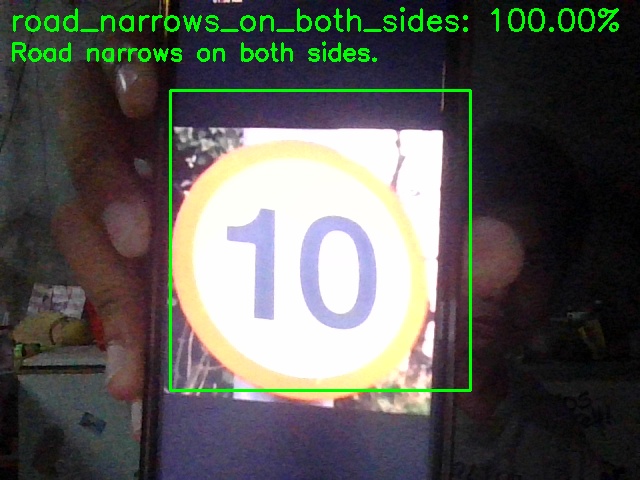 road_narrows_on_both_sides: 100.00%
Road narrows on both sides.
10